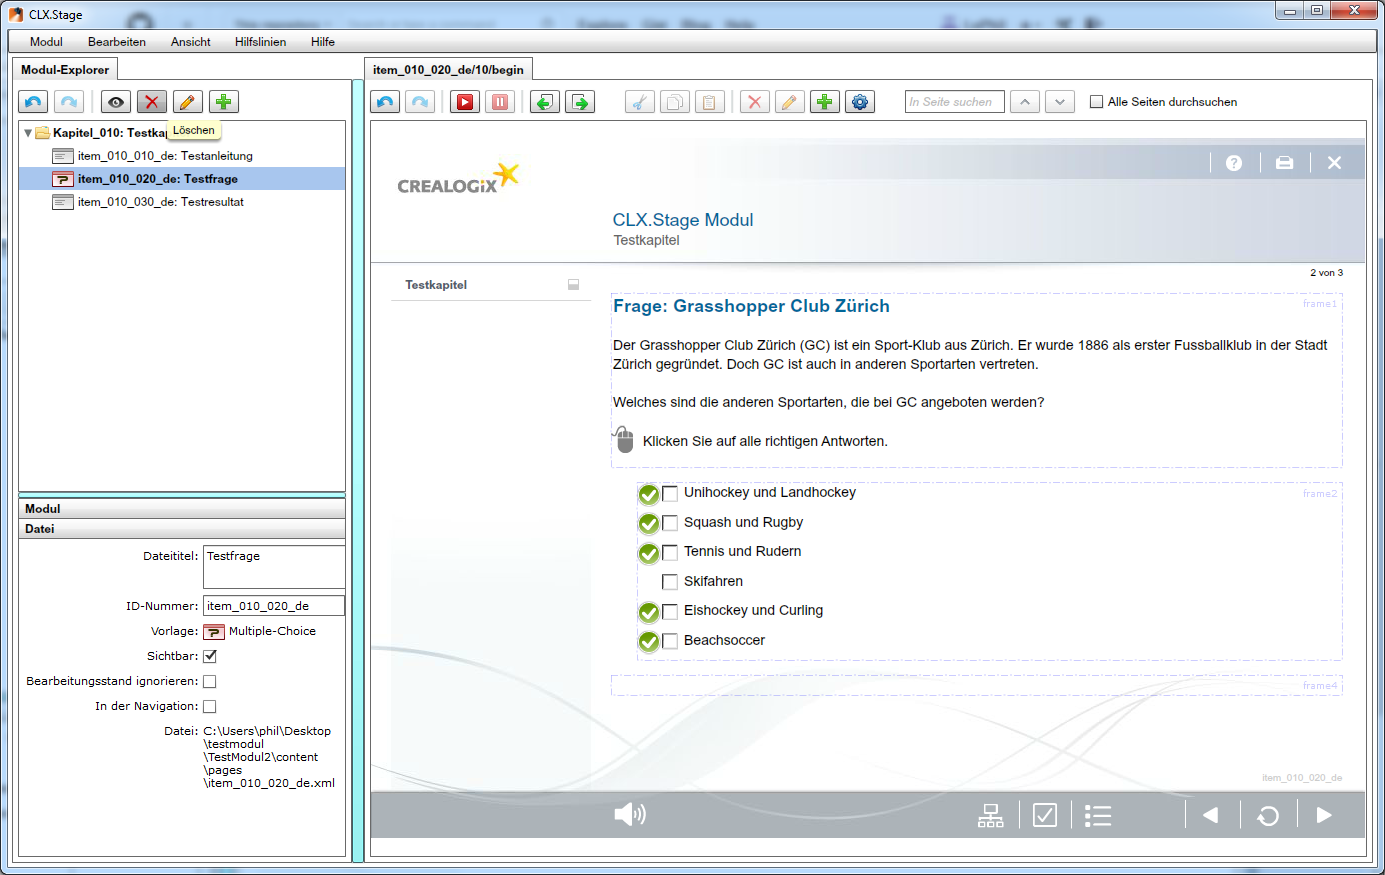 CLX.Stage
Modul Bearbeiten Ansicht Hilfslinien Hilfe
Modul-Explorer
item_010_020_de/10/begin
In Seite suchen
Alle Seiten durchsuchen
Löschen
Kapitel_010:
item_010_010_de: Testanleitung
item_010_020_de: Testfrage
item_010_030_de: Testresultat
Modul
Datei
Dateititel: Testfrage
ID-Nummer: item_010_020_de
Vorlage: Multiple-Choice
Sichtbar:
Bearbeitungsstand ignorieren:
In der Navigation:
Datei: C:\Users\phil\Desktop
\testmodul
\TestModul2\content
\pages
\item_010_020_de.xml
CREALOGIX
CLX.Stage Modul
Testkapitel
2 von 3
Testkapitel
frame1
Frage: Grasshopper Club Zürich
Der Grasshopper Club Zürich (GC) ist ein Sport-Klub aus Zürich. Er wurde 1886 als erster Fussballklub in der Stadt
Zürich gegründet. Doch GC ist auch in anderen Sportarten vertreten.
Welches sind die anderen Sportarten, die bei GC angeboten werden?
Klicken Sie auf alle richtigen Antworten.
frame2
Unihockey und Landhockey
Squash und Rugby
Tennis und Rudern
Skifahren
Eishockey und Curling
Beachsoccer
frame4
item_010_020_de